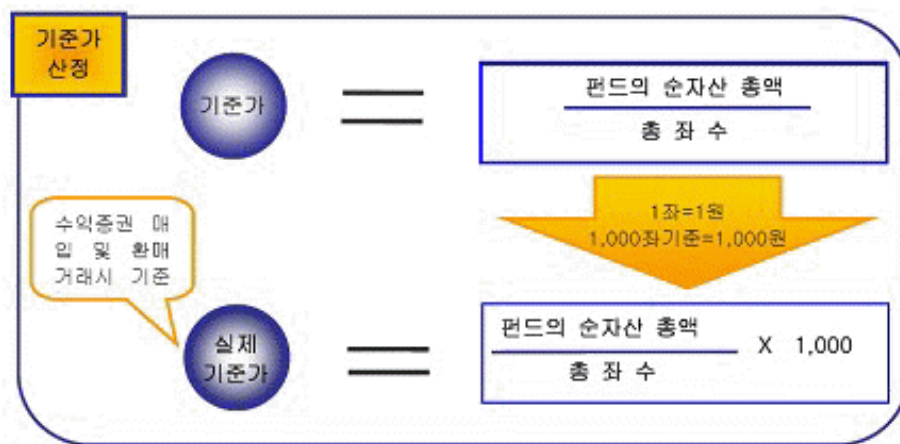 기준가
산정
기준가
펀드의 순자산 총액
총 좌 수
1좌=1원
1,000좌기준=1,000원
수익증권 매
입 및 환매
거래시 기준
실제
기준가
펀드의 순자산 총액
총 좌 수
X 1,000